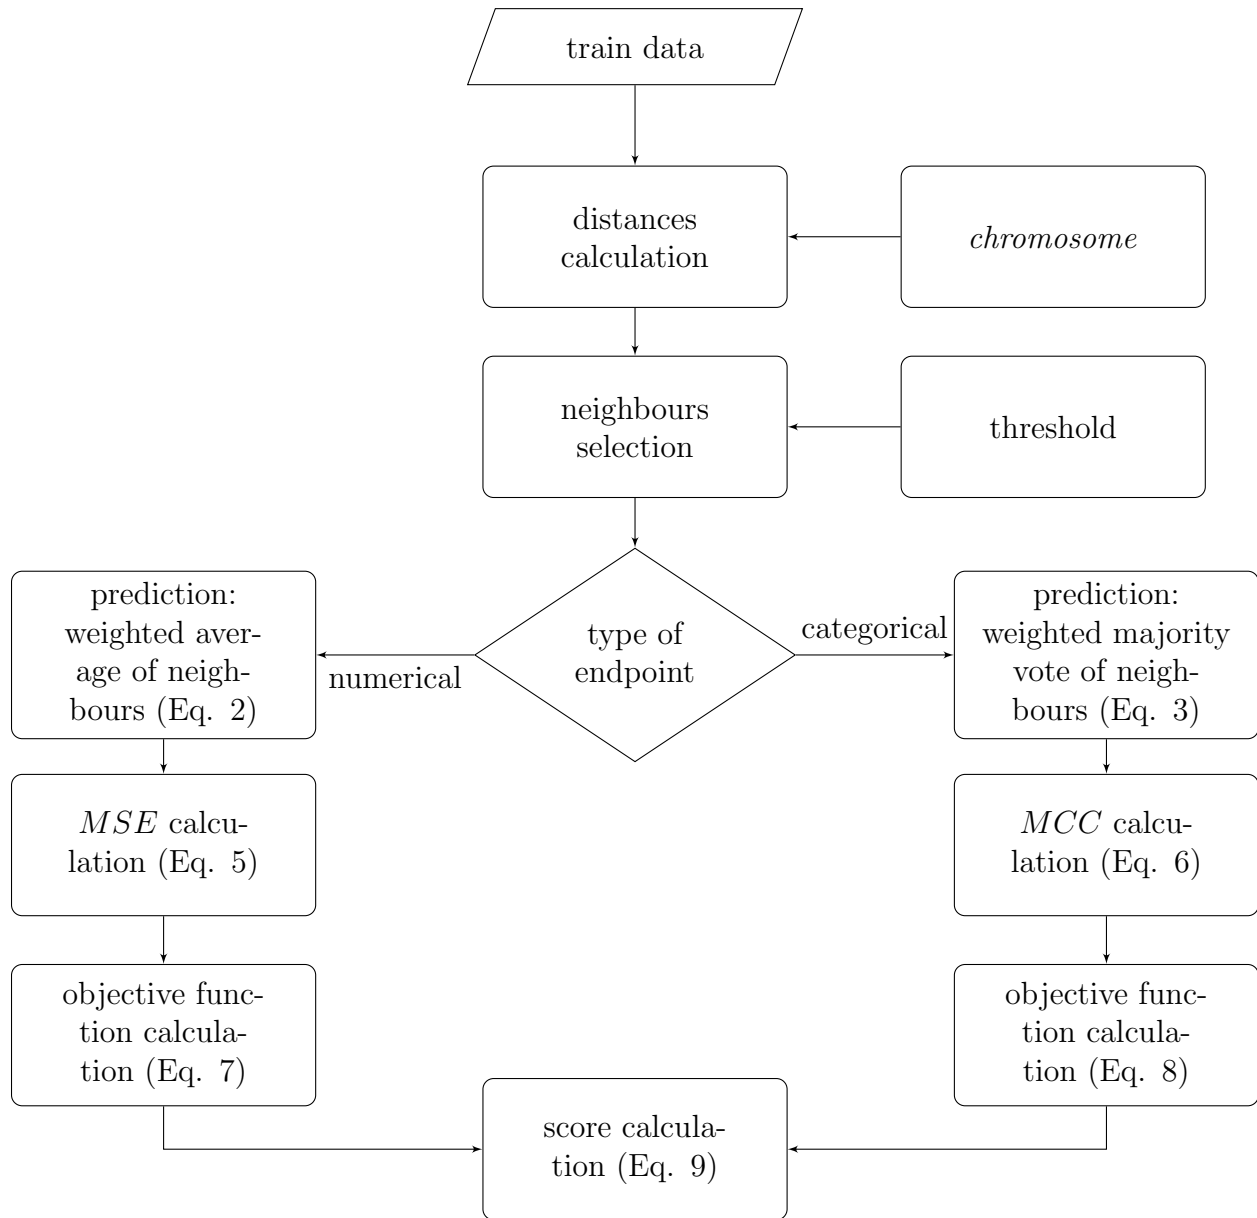 train data
distances
calculation
chromosome
neighbours
selection
threshold
type of
endpoint
numerical
categorical
prediction:
weighted aver-
age of neigh-
bours (Eq. 2)
prediction:
weighted majority
vote of neigh-
bours (Eq. 3)
MSE calcu-
lation (Eq. 5)
MCC calcu-
lation (Eq. 6)
objective func-
tion calcula-
tion (Eq. 7)
objective func-
tion calcula-
tion (Eq. 8)
score calcula-
tion (Eq. 9)